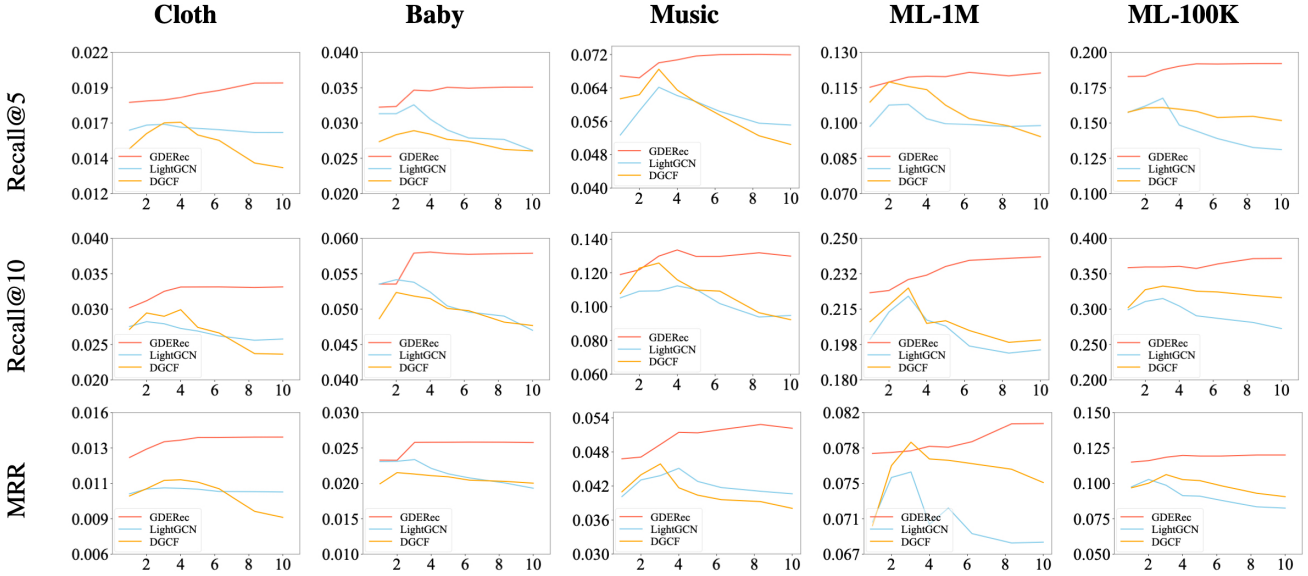 Cloth Baby Music ML-1M ML-100K
Recall@5
0.022
0.019
0.017
0.014
0.012
GDERec
LightGCN
DGCF
2 4 6 8 10
0.040
0.035
0.030
0.025
0.020
GDERec
LightGCN
DGCF
2 4 6 8 10
0.072
0.064
0.056
0.048
0.040
GDERec
LightGCN
DGCF
2 4 6 8 10
0.130
0.115
0.100
0.085
0.070
GDERec
LightGCN
DGCF
2 4 6 8 10
0.200
0.175
0.150
0.125
0.100
GDERec
LightGCN
DGCF
2 4 6 8 10
Recall@10
0.040
0.035
0.030
0.025
0.020
GDERec
LightGCN
DGCF
2 4 6 8 10
0.060
0.055
0.050
0.045
0.040
GDERec
LightGCN
DGCF
2 4 6 8 10
0.140
0.120
0.100
0.080
0.060
GDERec
LightGCN
DGCF
2 4 6 8 10
0.250
0.232
0.215
0.198
0.180
GDERec
LightGCN
DGCF
2 4 6 8 10
0.400
0.350
0.300
0.250
0.200
GDERec
LightGCN
DGCF
2 4 6 8 10
MRR
0.016
0.013
0.011
0.009
0.006
GDERec
LightGCN
DGCF
2 4 6 8 10
0.030
0.025
0.020
0.015
0.010
GDERec
LightGCN
DGCF
2 4 6 8 10
0.054
0.048
0.042
0.036
0.030
GDERec
LightGCN
DGCF
2 4 6 8 10
0.082
0.078
0.075
0.071
0.067
GDERec
LightGCN
DGCF
2 4 6 8 10
0.150
0.125
0.100
0.075
0.050
GDERec
LightGCN
DGCF
2 4 6 8 10